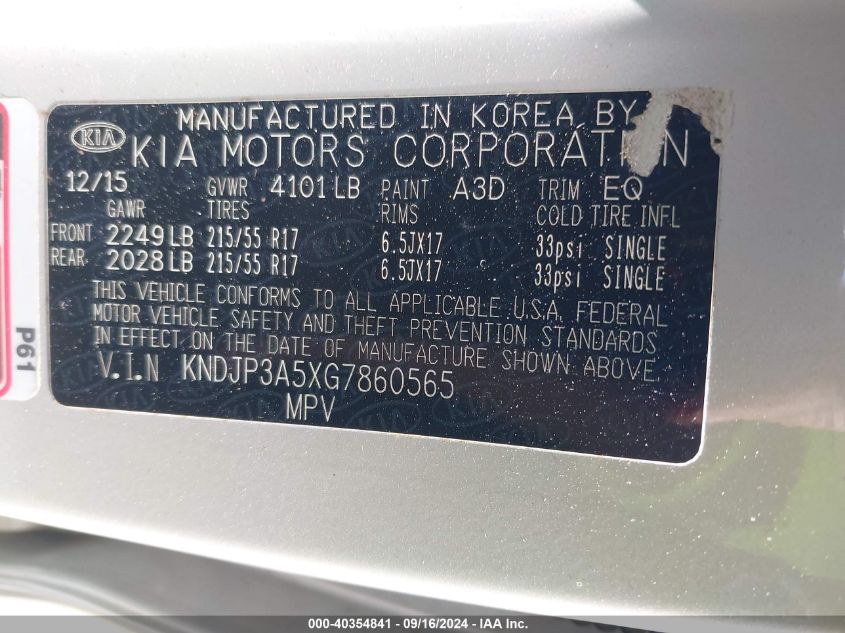 MANUFACTURED IN KOREA BY
KIA KIA MOTORS CORPORATION
12/15 GVWR 4101 LB PAINT A3D TRIM EQ
GAWR TIRES RIMS COLD TIRE INFL
FRONT 2249 LB 215/55 R17 6.5JX17 33psi SINGLE
REAR 2028 LB 215/55 R17 6.5JX17 33psi SINGLE
THIS VEHICLE CONFORMS TO ALL APPLICABLE U.S.A. FEDERAL
MOTOR VEHICLE SAFETY AND THEFT PREVENTION STANDARDS
IN EFFECT ON THE DATE OF MANUFACTURE SHOWN ABOVE.
V.I.N KNDJP3A5XG7860565
MPV
P61
000-40354841 - 09/16/2024 - © IAA, Inc.